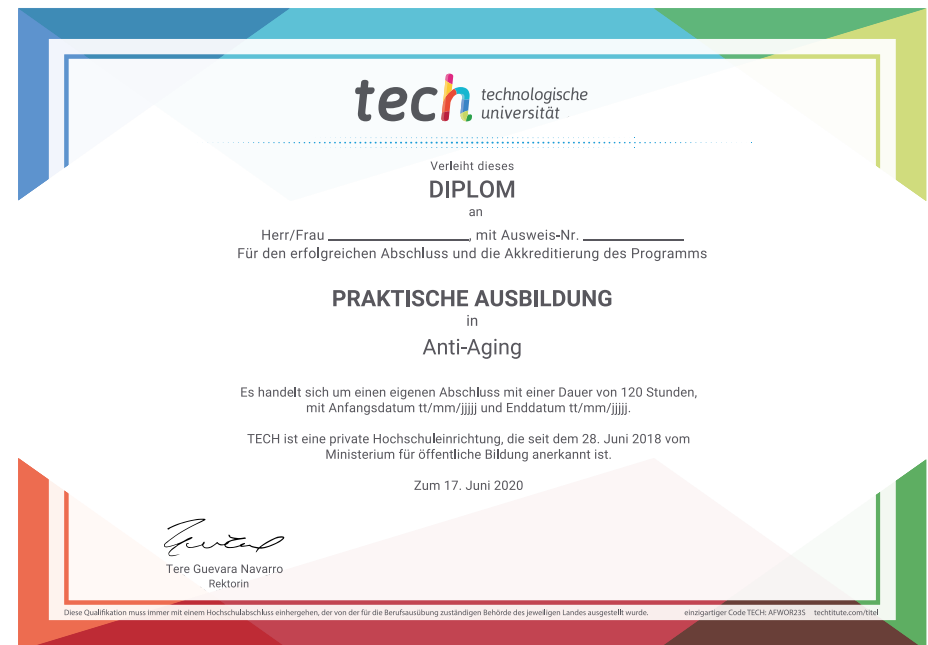 tech technologische
universität
Verleiht dieses
DIPLOM
an
Herr/Frau ____________________, mit Ausweis-Nr. ______________
Für den erfolgreichen Abschluss und die Akkreditierung des Programms
PRAKTISCHE AUSBILDUNG
in
Anti-Aging
Es handelt sich um einen eigenen Abschluss mit einer Dauer von 120 Stunden,
mit Anfangsdatum tt/mm/jjjjj und Enddatum tt/mm/jjjjj.
TECH ist eine private Hochschuleinrichtung, die seit dem 28. Juni 2018 vom
Ministerium für öffentliche Bildung anerkannt ist.
Zum 17. Juni 2020
Tere Guevara Navarro
Rektorin
Diese Qualifikation muss immer mit einem Hochschulabschluss einhergehen, der von der für die Berufsausübung zuständigen Behörde des jeweiligen Landes ausgestellt wurde. einzigartiger Code TECH: AFWOR23S techtitute.com/titel